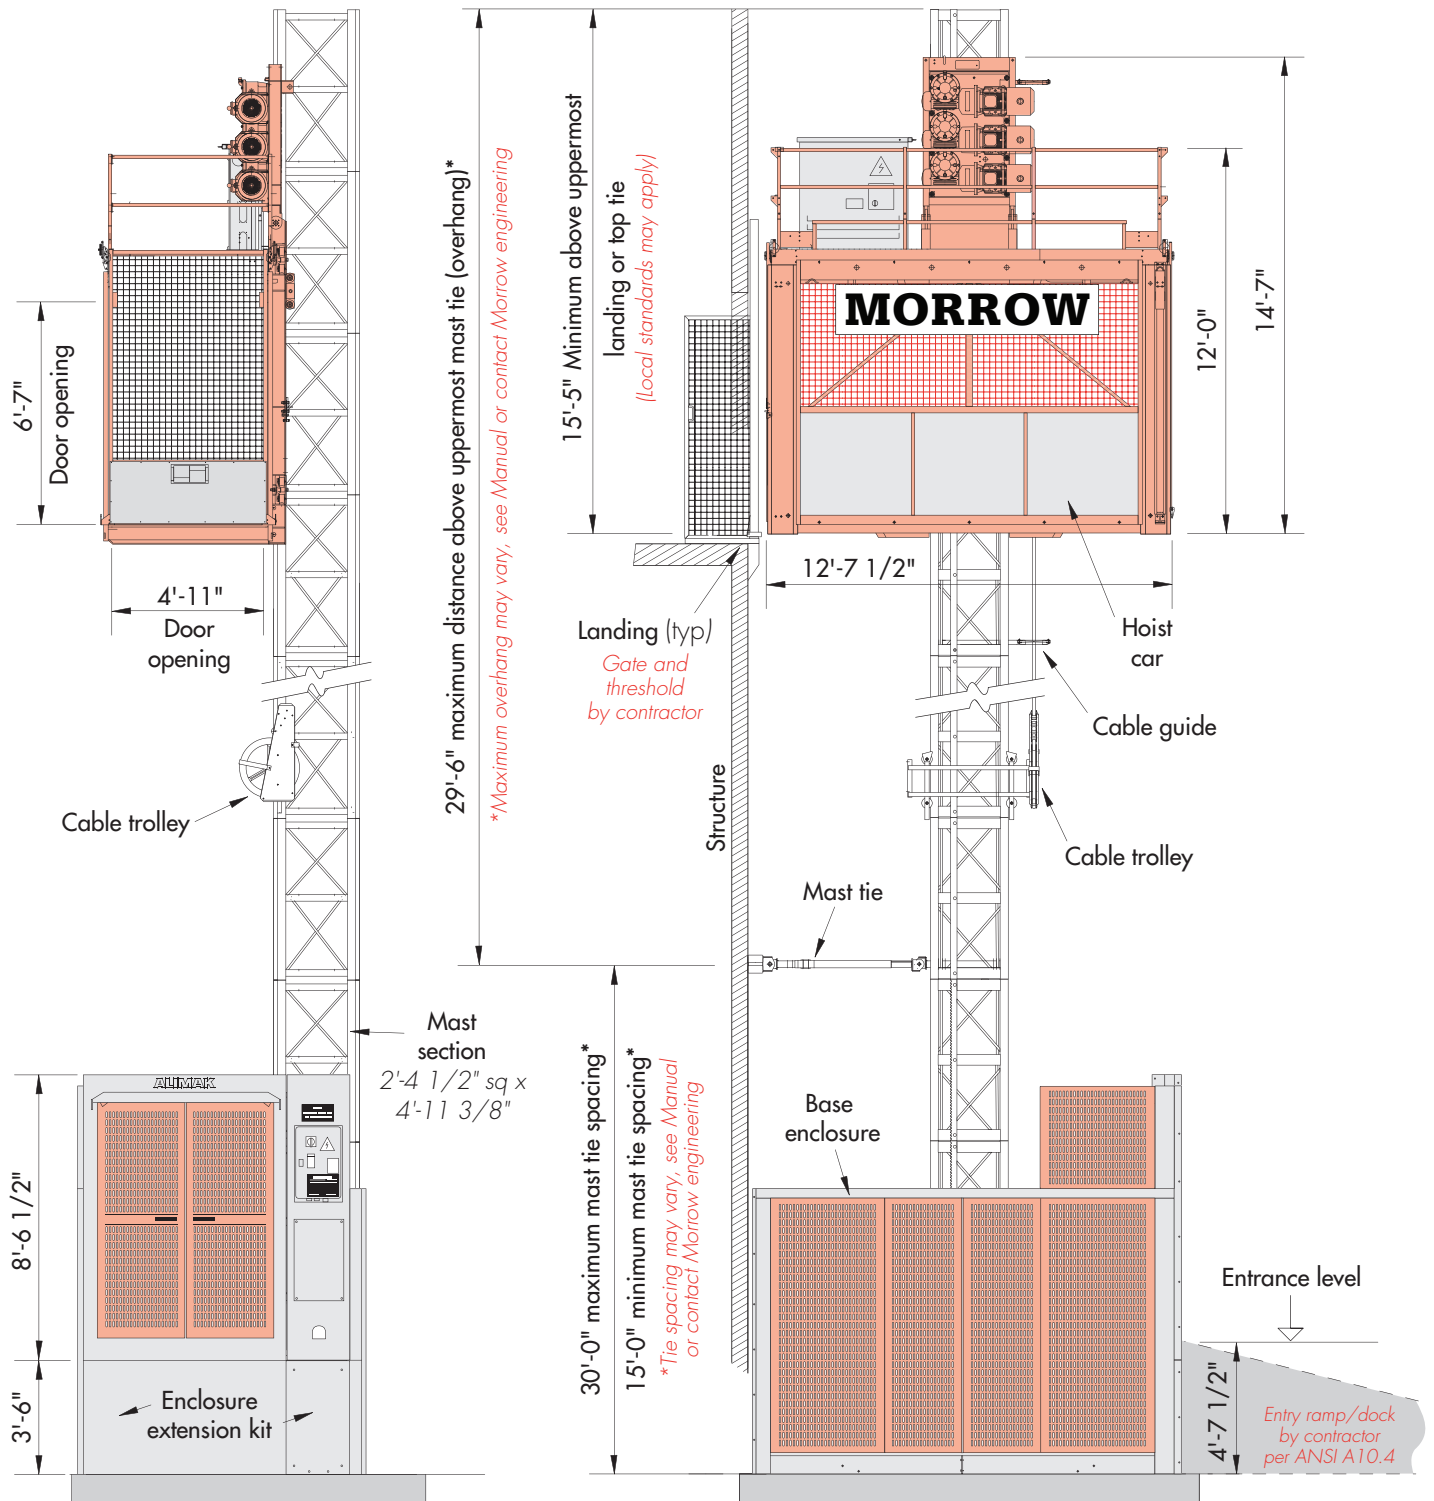 6'-7"
Door opening
4'-11"
Door
opening
Cable trolley
ALIMAK
8'-6 1/2"
3'-6"
Enclosure
extension kit
Mast
section
2'-4 1/2" sq x
4'-11 3/8"
29'-6" maximum distance above uppermost mast tie (overhang)*
*Maximum overhang may vary, see Manual or contact Morrow engineering
15'-5" Minimum above uppermost
landing or top tie
(Local standards may apply)
MORROW
12'-0"
14'-7"
12'-7 1/2"
Landing (typ)
Gate and
threshold
by contractor
Hoist
car
Cable guide
Structure
Cable trolley
Mast tie
30'-0" maximum mast tie spacing*
15'-0" minimum mast tie spacing*
*Tie spacing may vary, see Manual
or contact Morrow engineering
Base
enclosure
Entrance level
4'-7 1/2"
Entry ramp/dock
by contractor
per ANSI A10.4